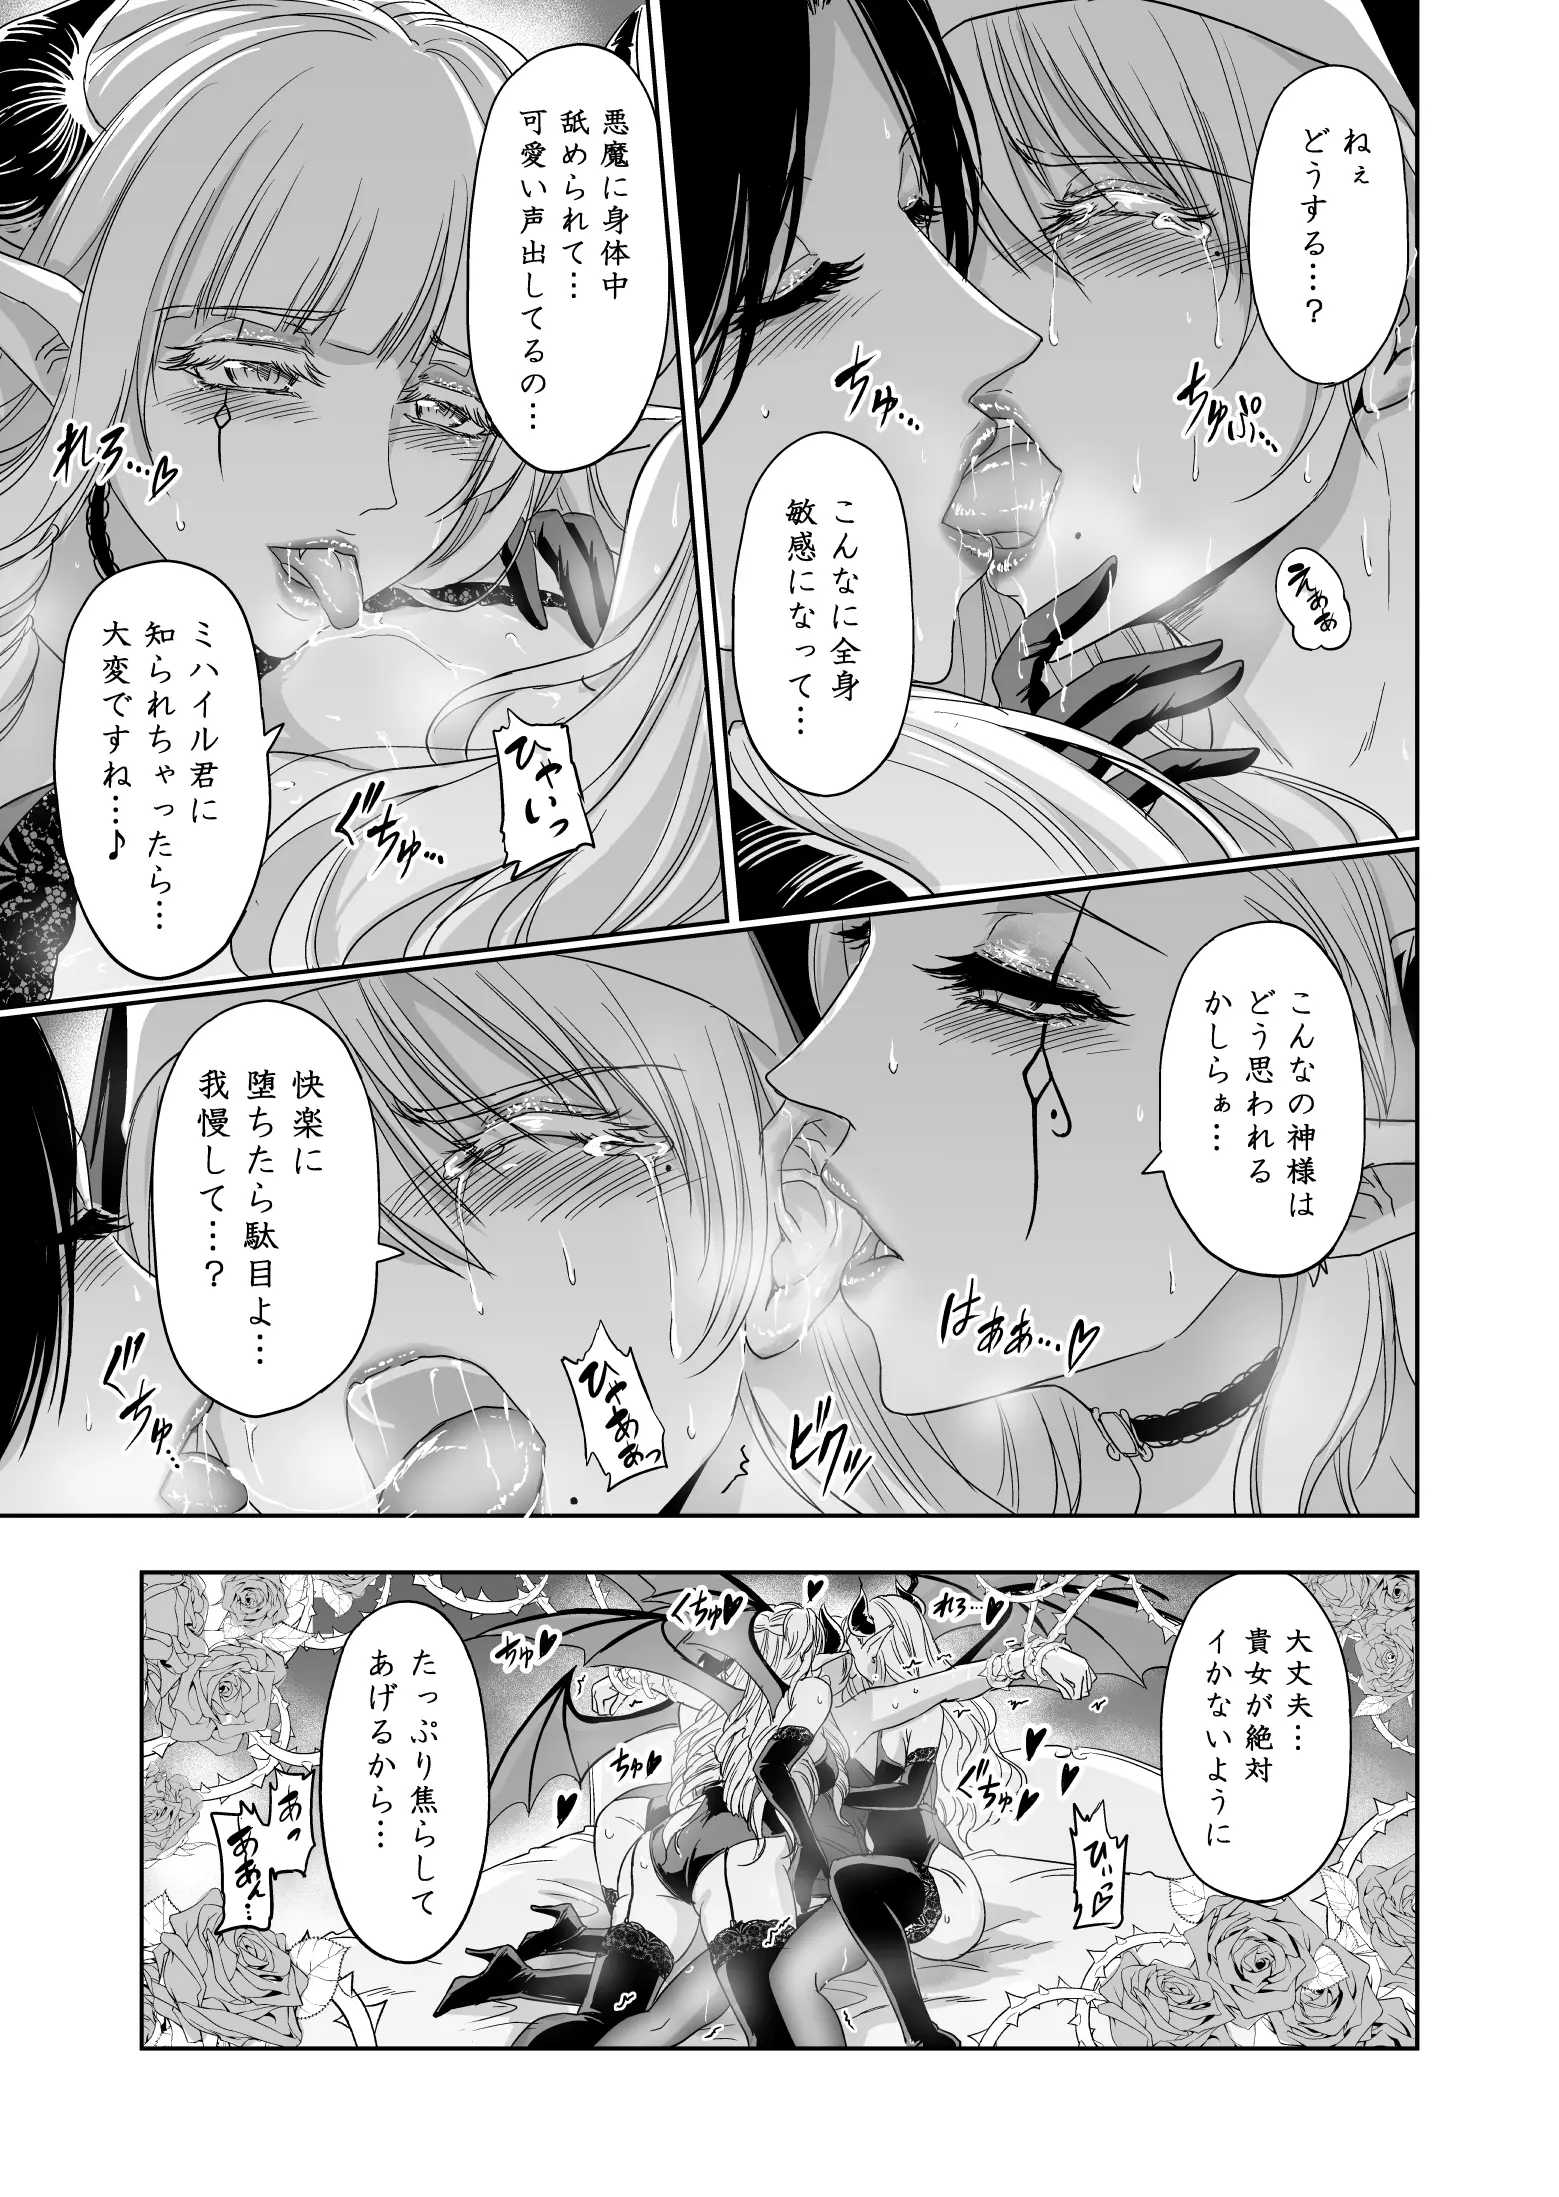 ねぇ
どうする…？
ちゅぷ…
ちゅ…
えぁぁ
こんなに全身
敏感になって…
悪魔に身体中
舐められて…
可愛い声出してるの…
れろ…♡
ひゃいっ
ぐちゅ…
ミハイル君に
知られちゃったら…
大変ですね…♪
こんなの神様は
どう思われる
かしらぁ…
はぁぁ…♡
ビクッ
ひゃぁぁっ
快楽に
堕ちたら駄目よ…
我慢して…？
ぐちゅ…
大丈夫…
貴女が絶対
イかないように
れろ…♥
ぐちゅ♥
ちゅ♥
ちゅ♥
ぐちゅ♥
ひぃっ♡
たっぷり焦らして
あげるから…
あっ
ああぁ…